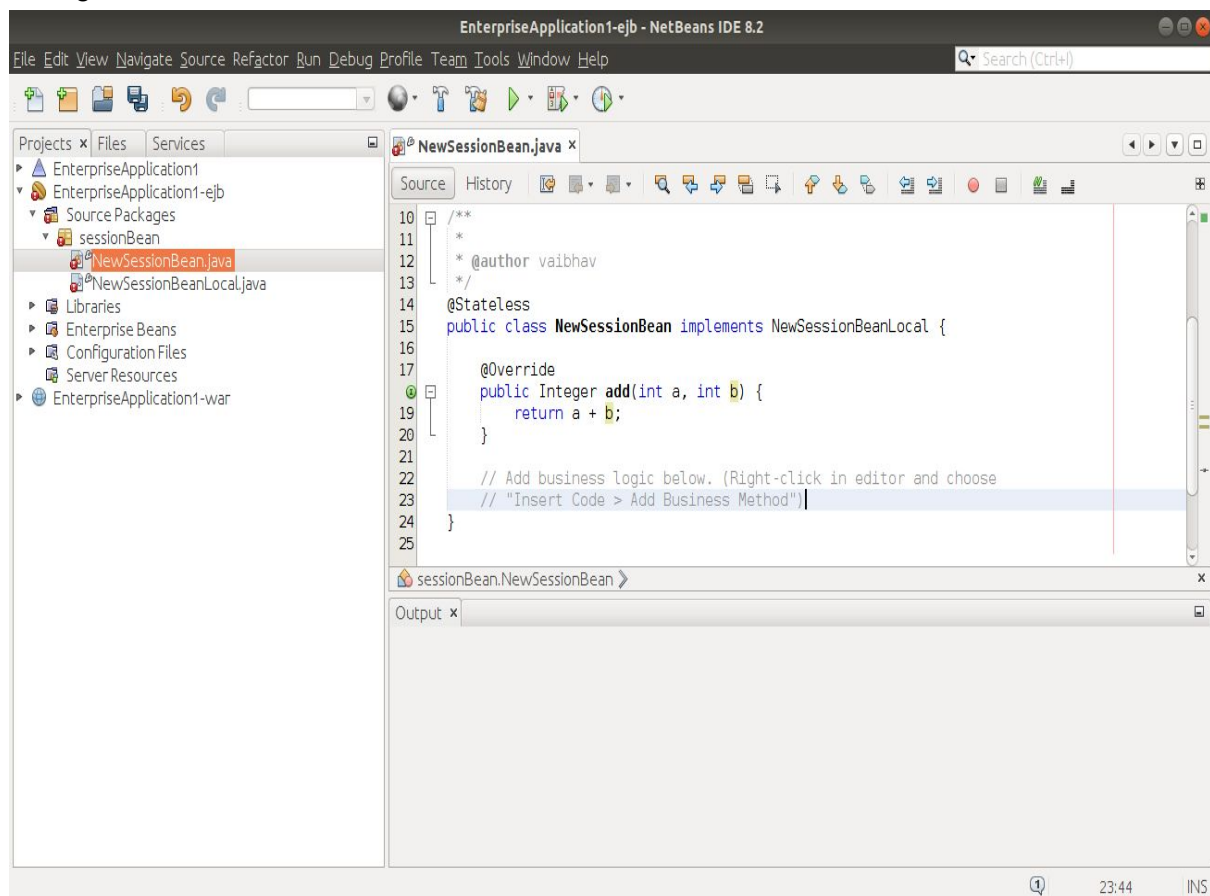 EnterpriseApplication1-ejb - NetBeans IDE 8.2
File Edit View Navigate Source Refactor Run Debug Profile Team Tools Window Help
Search (Ctrl+I)
Projects Files Services
EnterpriseApplication1
EnterpriseApplication1-ejb
Source Packages
sessionBean
NewSessionBean.java
NewSessionBeanLocal.java
Libraries
Enterprise Beans
Configuration Files
Server Resources
EnterpriseApplication1-war
NewSessionBean.java
Source History
10 /**
11 *
12 * @author vaibhav
13 */
14 @Stateless
15 public class NewSessionBean implements NewSessionBeanLocal {
16
17 @Override
public Integer add(int a, int b) {
19 return a + b;
20 }
21
22 // Add business logic below. (Right-click in editor and choose
23 // "Insert Code > Add Business Method")
24 }
25
sessionBean.NewSessionBean
Output
1 23:44 INS